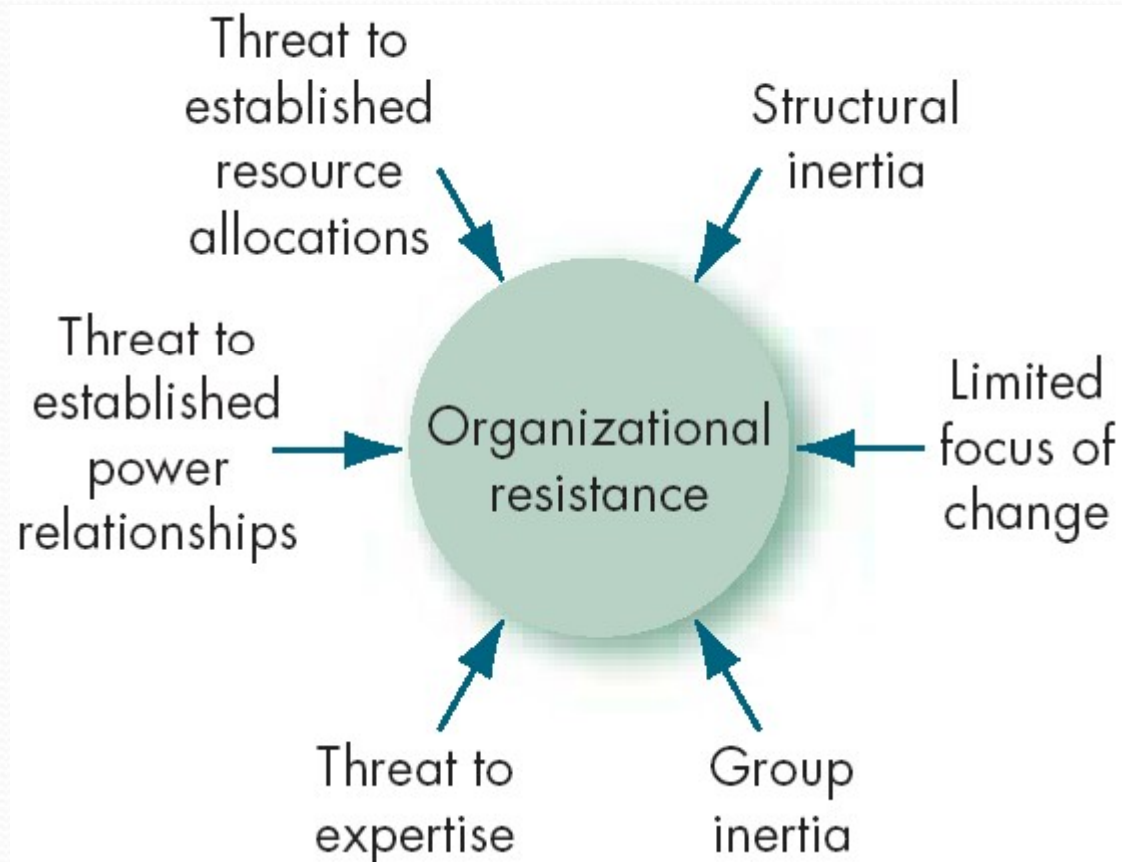 Threat to
established
resource
allocations
Structural
inertia
Threat to
established
power
relationships
Organizational
resistance
Limited
focus of
change
Threat to
expertise
Group
inertia